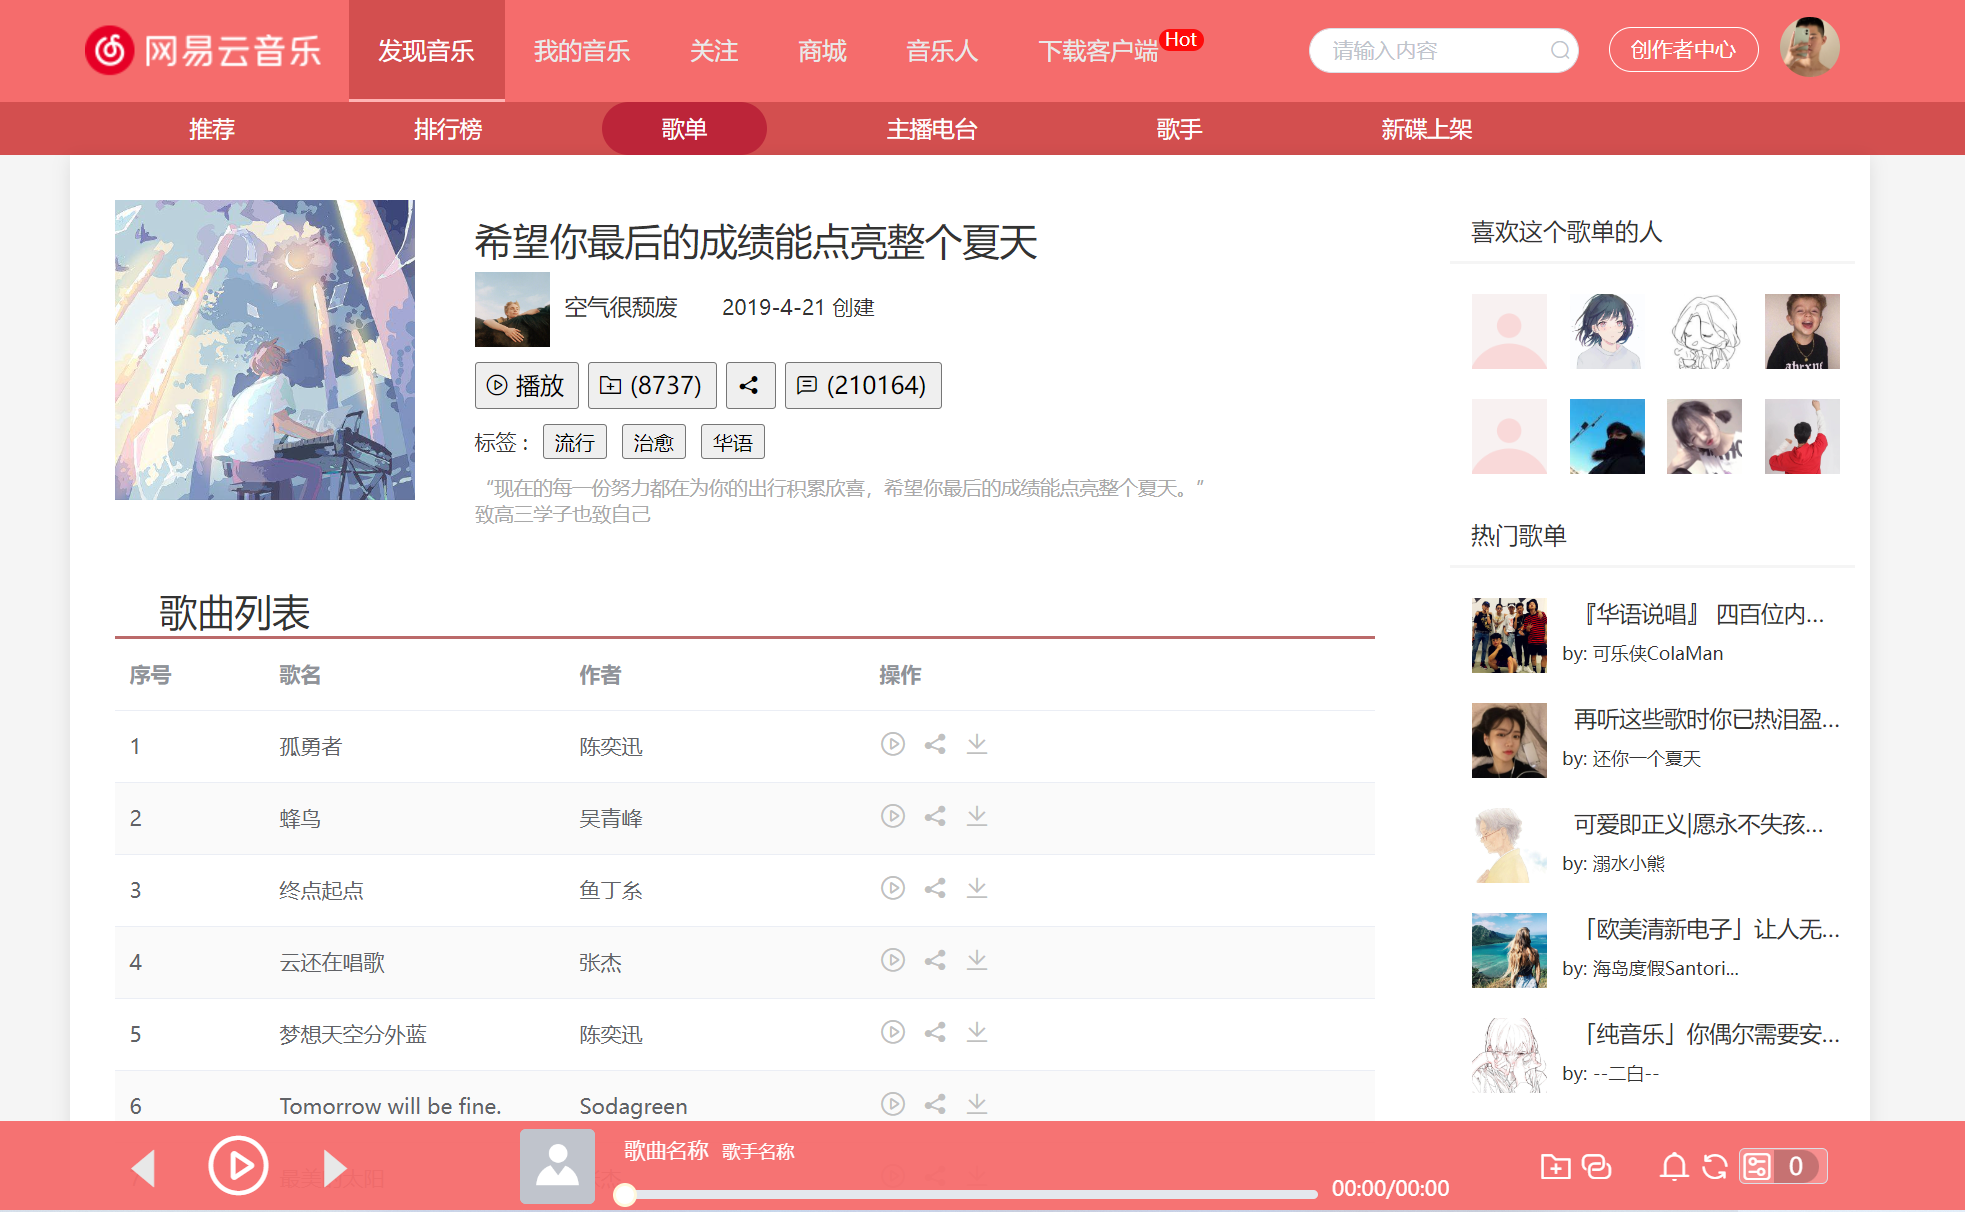 网易云音乐
发现音乐
我的音乐
关注
商城
音乐人
下载客户端
Hot
请输入内容
创作者中心
推荐
排行榜
歌单
主播电台
歌手
新碟上架
希望你最后的成绩能点亮整个夏天
空气很颓废 2019-4-21 创建
播放 (8737) (210164)
标签： 流行 治愈 华语
“现在的每一份努力都在为你的出行积累欣喜，希望你最后的成绩能点亮整个夏天。”
致高三学子也致自己
歌曲列表
序号 歌名 作者 操作
1 孤勇者 陈奕迅
2 蜂鸟 吴青峰
3 终点起点 鱼丁糸
4 云还在唱歌 张杰
5 梦想天空分外蓝 陈奕迅
6 Tomorrow will be fine. Sodagreen
喜欢这个歌单的人
热门歌单
『华语说唱』 四百位内...
by: 可乐侠ColaMan
再听这些歌时你已热泪盈...
by: 还你一个夏天
可爱即正义|愿永不失孩...
by: 溺水小熊
「欧美清新电子」让人无...
by: 海岛度假Santori...
「纯音乐」你偶尔需要安...
by: --二白--
歌曲名称 歌手名称
00:00/00:00
0